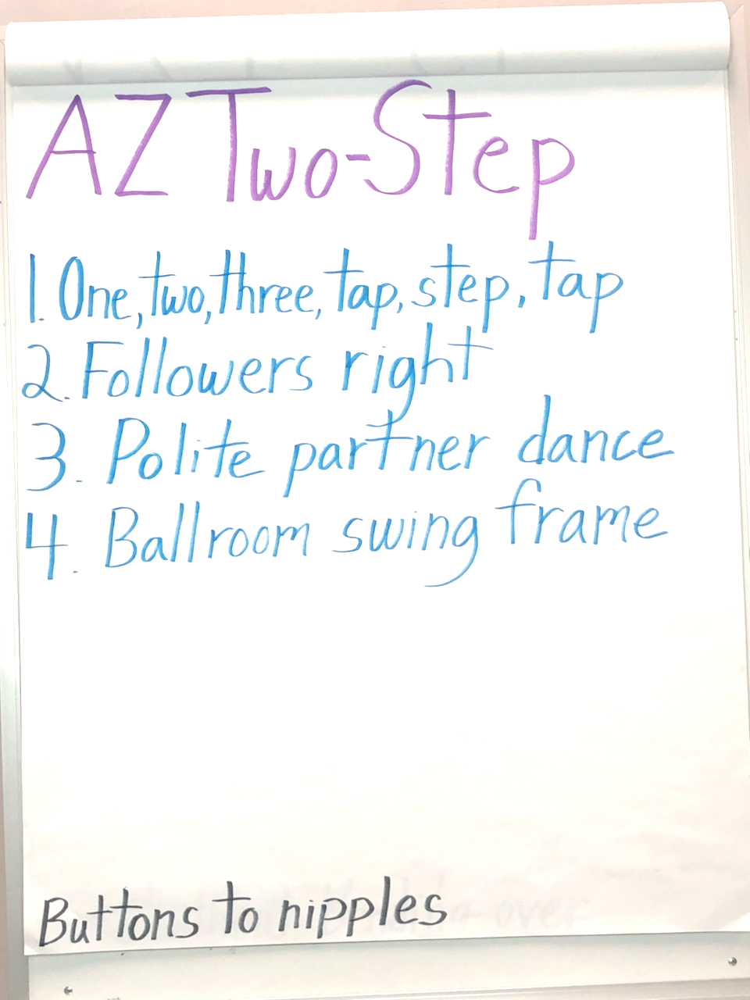 AZ Two-Step
1. One, two, three, tap, step, tap
2. Followers right
3. Polite partner dance
4. Ballroom swing frame
Buttons to nipples